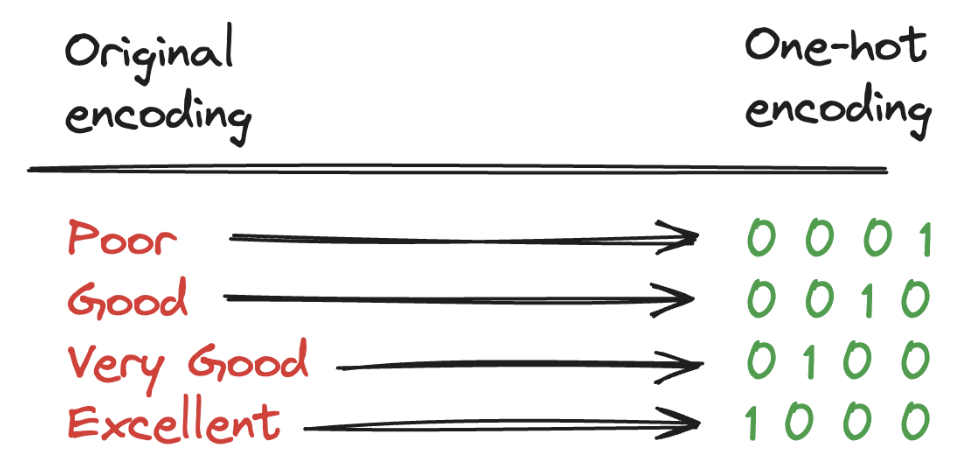 Original
encoding
One-hot
encoding
Poor 0 0 0 1
Good 0 0 1 0
Very Good 0 1 0 0
Excellent 1 0 0 0